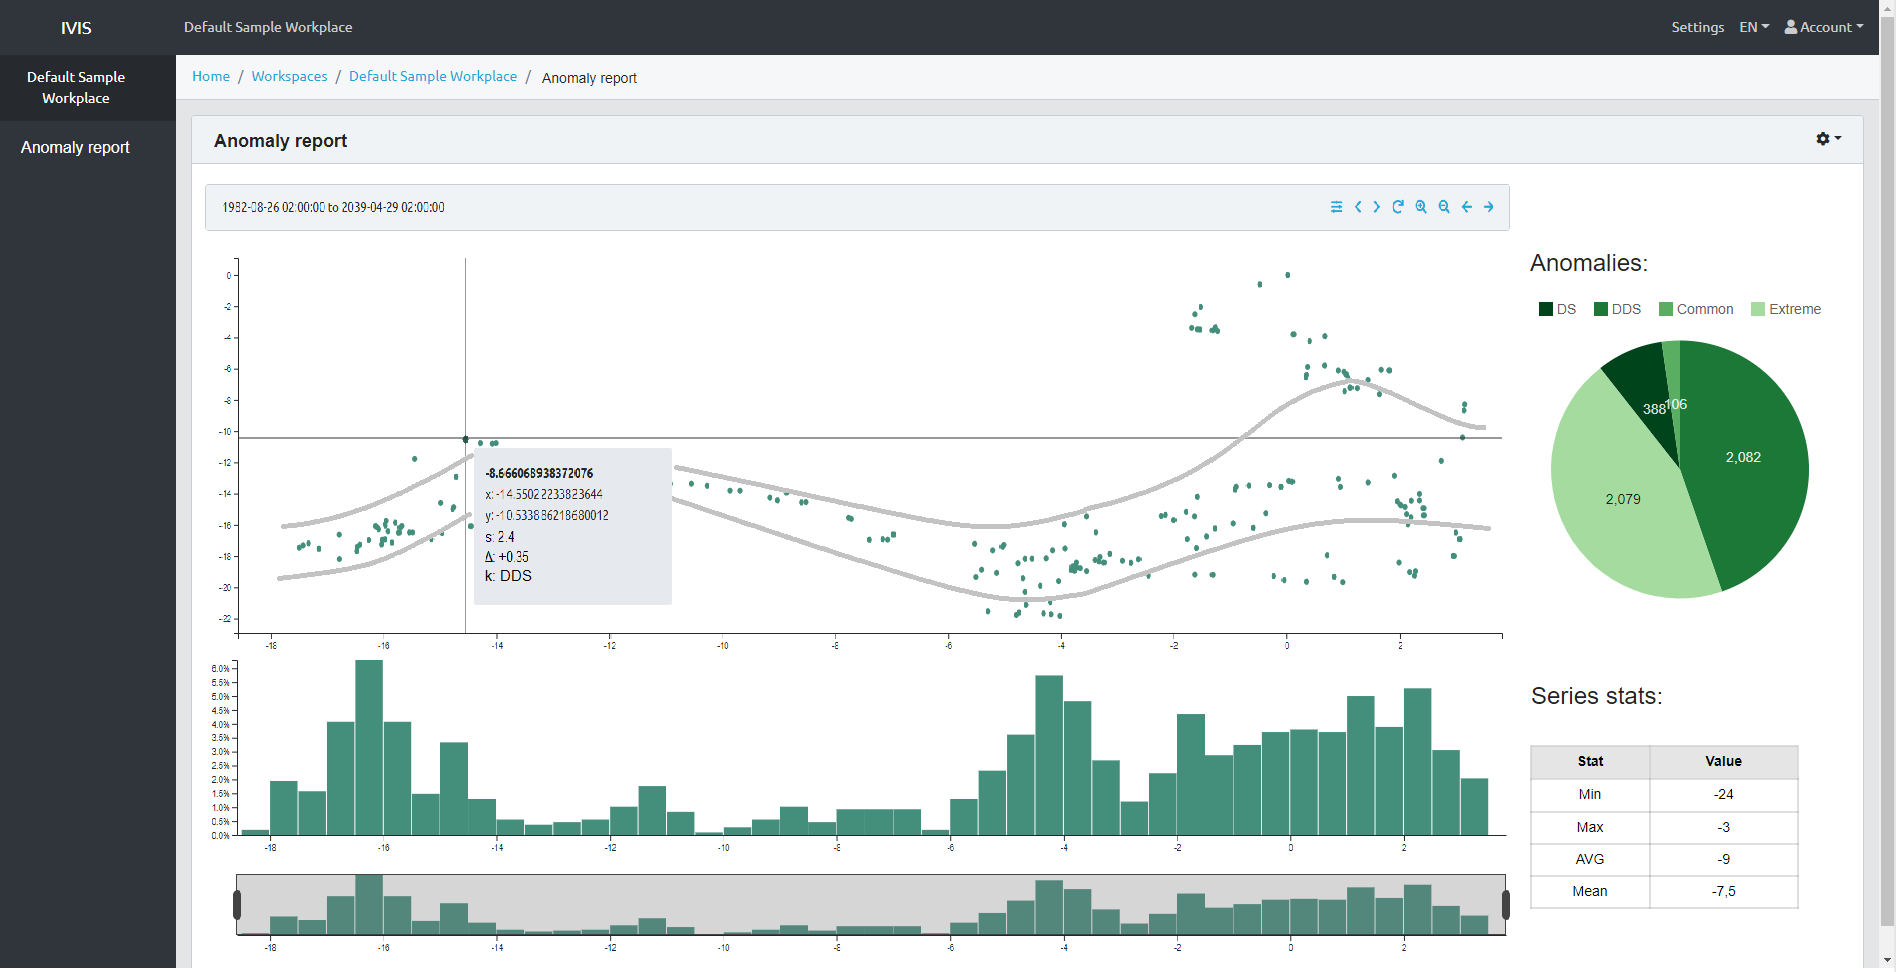 IVIS
Default Sample Workplace
Settings EN Account
Default Sample
Workplace
Anomaly report
Home / Workspaces / Default Sample Workplace / Anomaly report
Anomaly report
1982-08-26 02:00:00 to 2039-04-29 02:00:00
0
-2
-4
-6
-8
-10
-12
-14
-16
-18
-20
-22
-8.666068938372076
x: -14.55022233823644
y: -10.533886218680012
s: 2.4
Δ: +0.35
k: DDS
-18 -16 -14 -12 -10 -8 -6 -4 -2 0 2
6.0%
5.5%
5.0%
4.5%
4.0%
3.5%
3.0%
2.5%
2.0%
1.5%
1.0%
0.5%
0.0%
-18 -16 -14 -12 -10 -8 -6 -4 -2 0 2
-18 -16 -14 -12 -10 -8 -6 -4 -2 0 2
Anomalies:
DS DDS Common Extreme
388
106
2,082
2,079
Series stats:
Stat Value
Min -24
Max -3
AVG -9
Mean -7,5